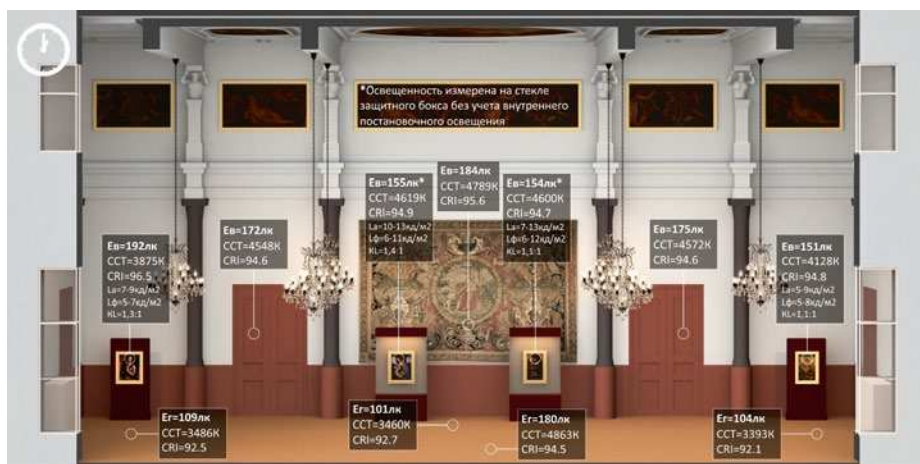 *Освещенность измерена на стекле
защитного бокса без учета внутреннего
постановочного освещения
Ев=192лк
CCT=3875K
CRI=96.5
Lа=7-9кд/м2
Lф=5-7кд/м2
KL=1,3:1
Ев=172лк
CCT=4548K
CRI=94.6
Ев=155лк*
CCT=4619K
CRI=94.9
Lа=10-13кд/м2
Lф=6-11кд/м2
KL=1,4:1
Ев=184лк
CCT=4789K
CRI=95.6
Ев=154лк*
CCT=4600K
CRI=94.7
Lа=7-13кд/м2
Lф=6-12кд/м2
KL=1,1:1
Ев=175лк
CCT=4572K
CRI=94.6
Ев=151лк
CCT=4128K
CRI=94.8
Lа=5-9кд/м2
Lф=5-8кд/м2
KL=1,1:1
Ег=109лк
CCT=3486K
CRI=92.5
Ег=101лк
CCT=3460K
CRI=92.7
Ег=180лк
CCT=4863K
CRI=94.5
Ег=104лк
CCT=3393K
CRI=92.1